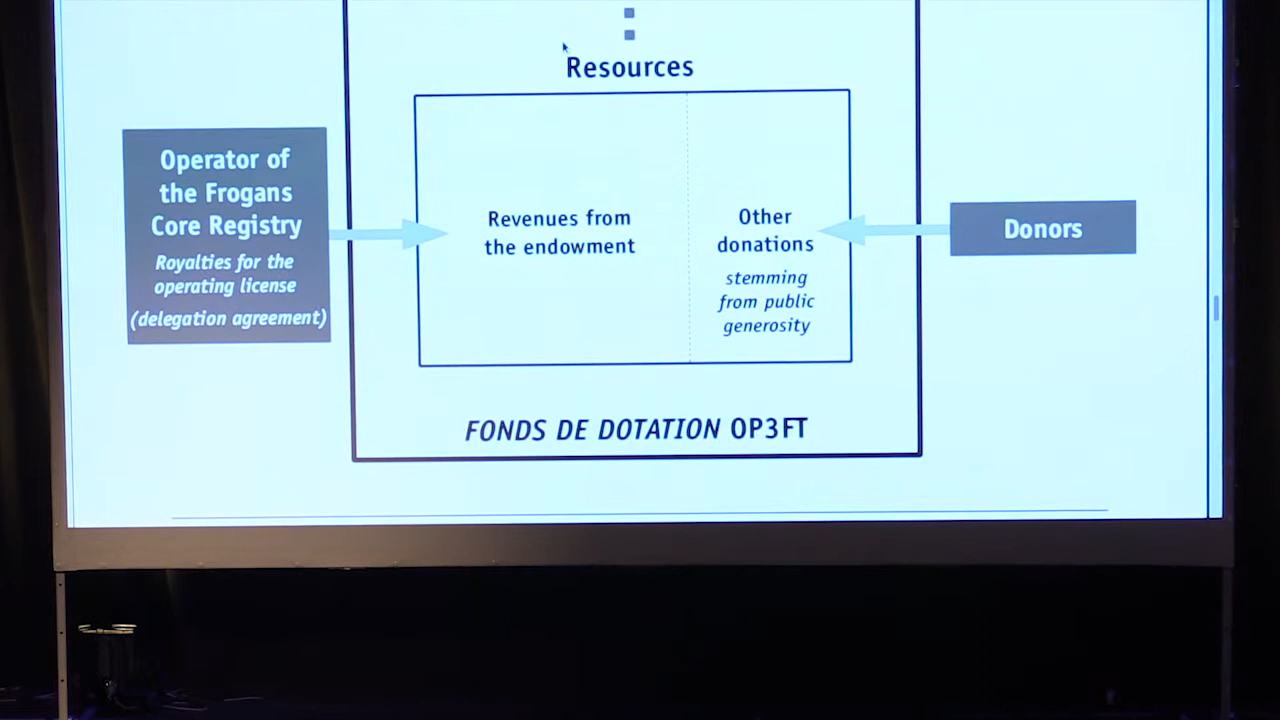 Resources
Operator of
the Frogans
Core Registry
Royalties for the
operating license
(delegation agreement)
Revenues from
the endowment
Other
donations
stemming
from public
generosity
Donors
FONDS DE DOTATION OP3FT